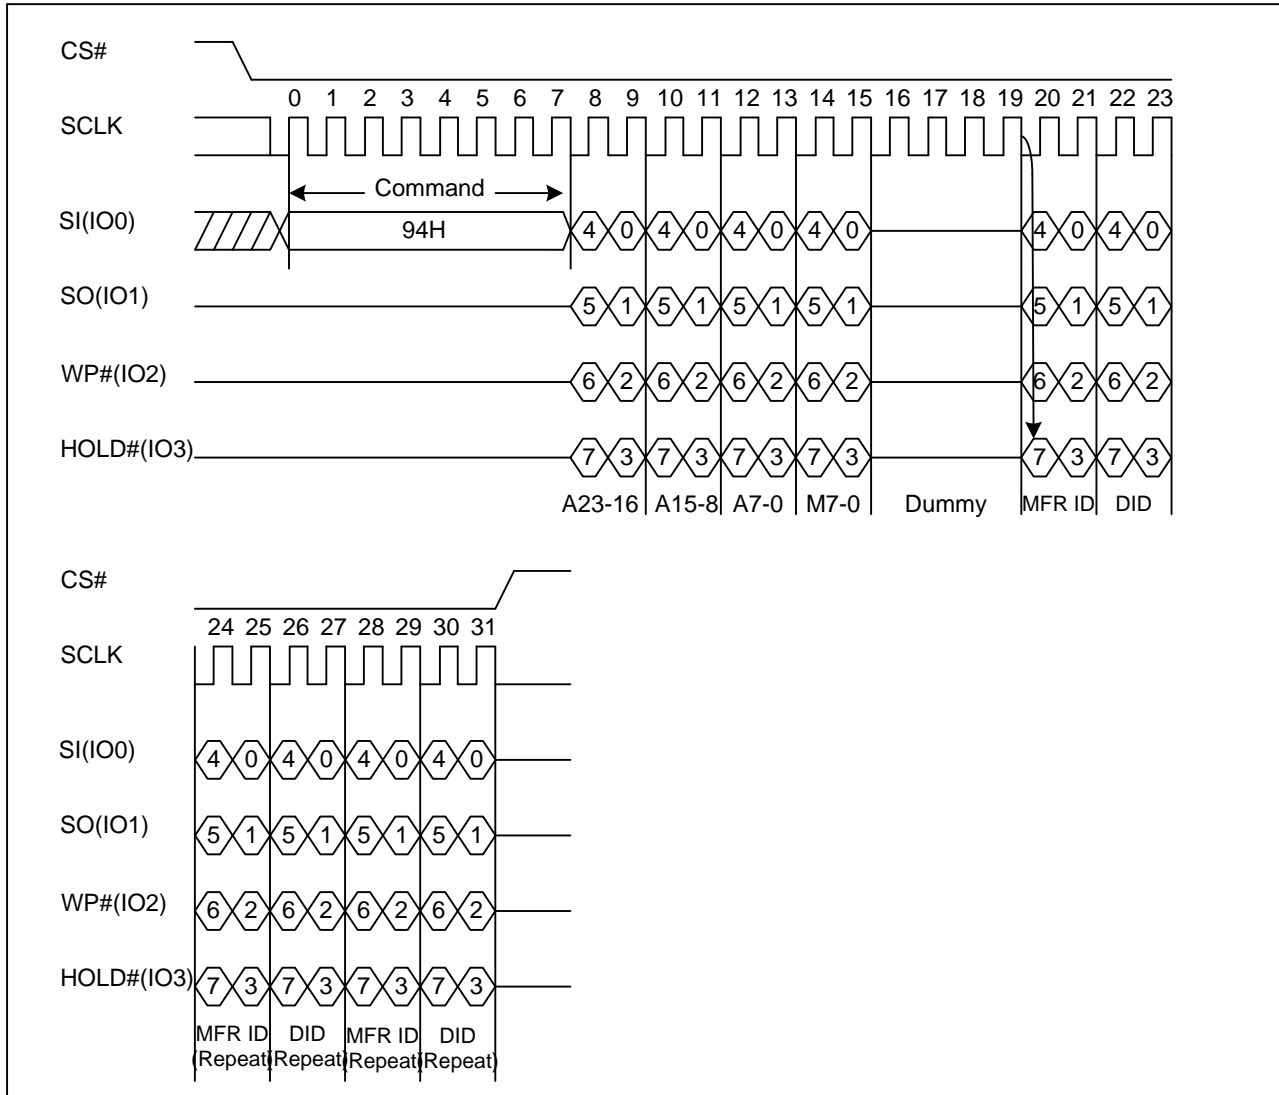 CS#
0 1 2 3 4 5 6 7 8 9 10 11 12 13 14 15 16 17 18 19 20 21 22 23
SCLK
Command
SI(IO0) 94H 4 0 4 0 4 0 4 0 4 0 4 0
SO(IO1) 5 1 5 1 5 1 5 1 5 1 5 1
WP#(IO2) 6 2 6 2 6 2 6 2 6 2 6 2
HOLD#(IO3) 7 3 7 3 7 3 7 3 7 3 7 3
A23-16 A15-8 A7-0 M7-0 Dummy MFR ID DID
CS#
24 25 26 27 28 29 30 31
SCLK
SI(IO0) 4 0 4 0 4 0 4 0
SO(IO1) 5 1 5 1 5 1 5 1
WP#(IO2) 6 2 6 2 6 2 6 2
HOLD#(IO3) 7 3 7 3 7 3 7 3
MFR ID DID MFR ID DID
(Repeat) (Repeat) (Repeat) (Repeat)